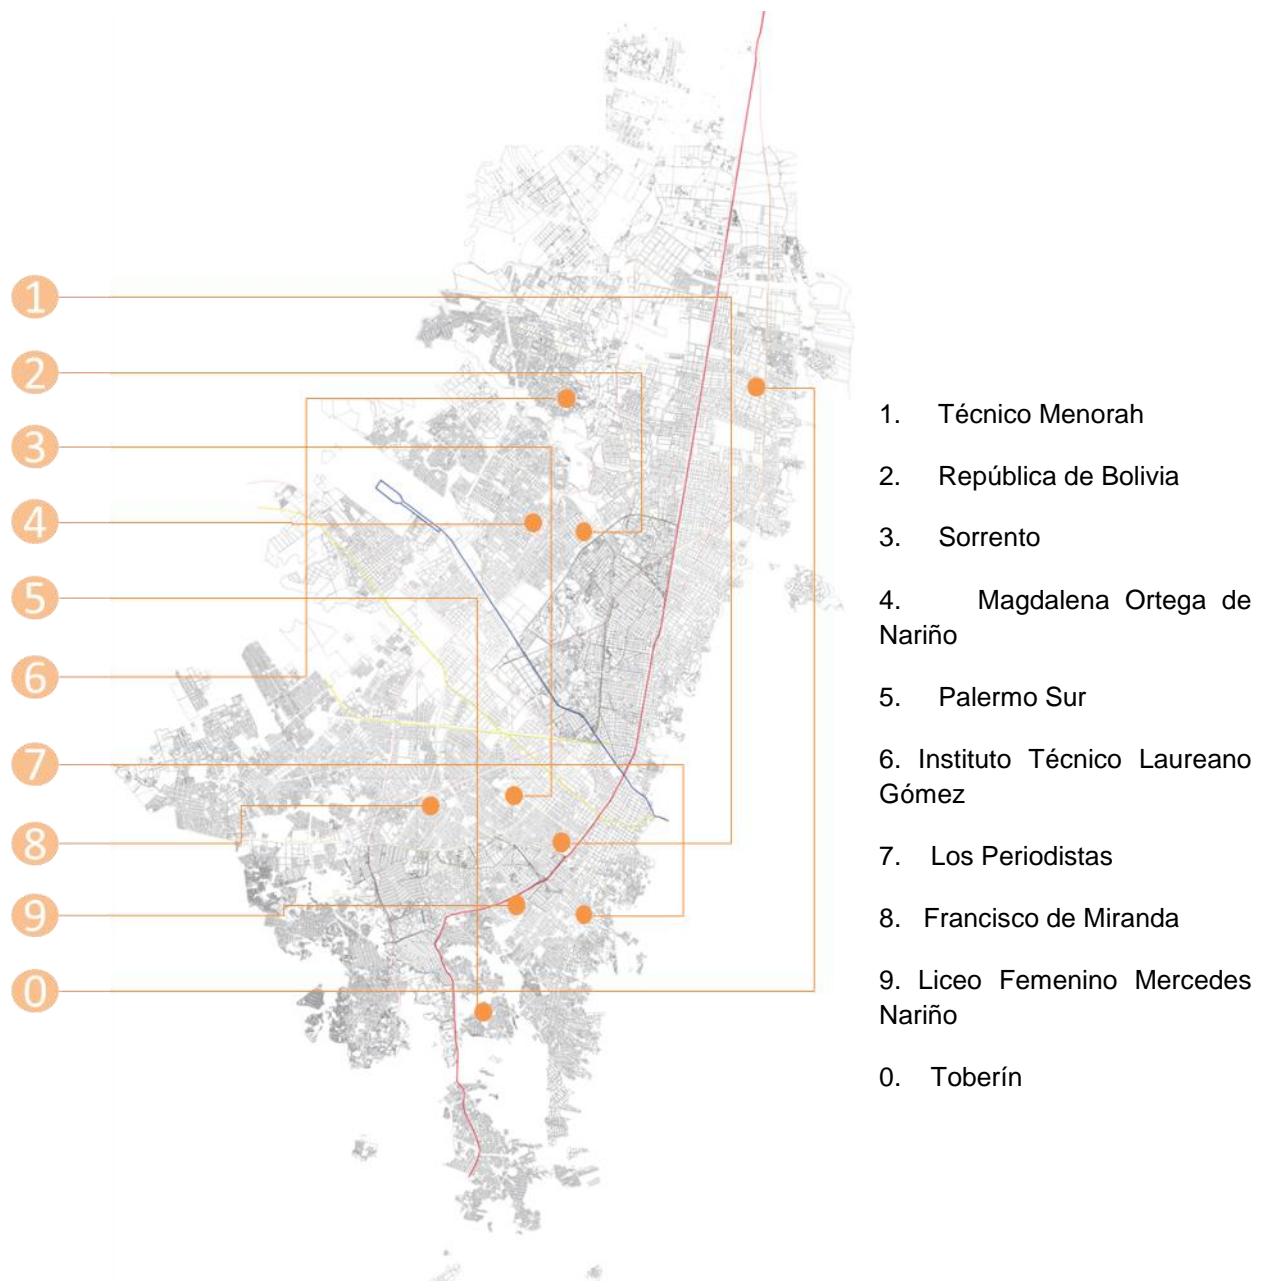 1
2
3
4
5
6
7
8
9
0
1. Técnico Menorah
2. República de Bolivia
3. Sorrento
4. Magdalena Ortega de
Nariño
5. Palermo Sur
6. Instituto Técnico Laureano
Gómez
7. Los Periodistas
8. Francisco de Miranda
9. Liceo Femenino Mercedes
Nariño
0. Toberín